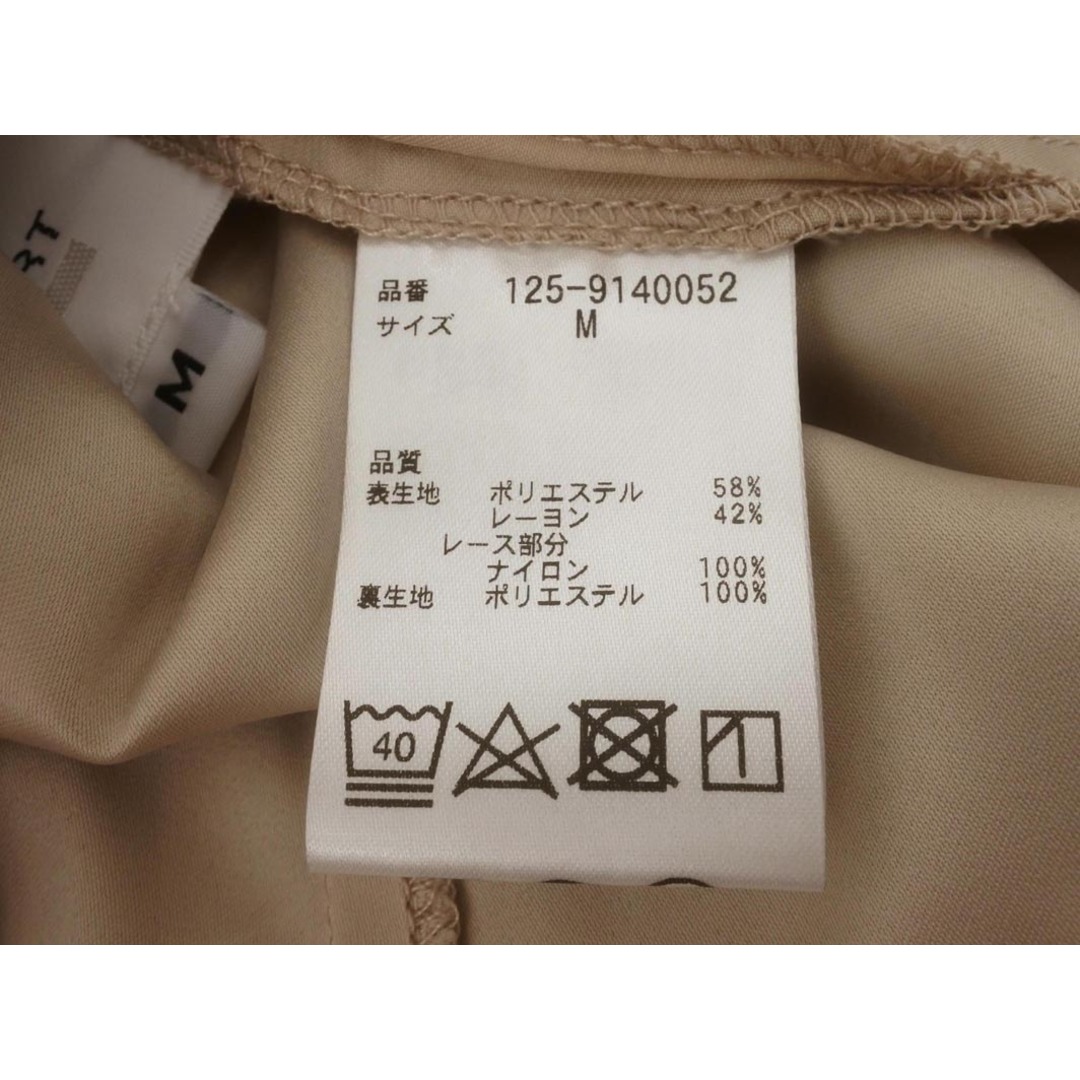 品番 125-9140052
サイズ M
品質
表生地 ポリエステル 58%
レーヨン 42%
レース部分
ナイロン 100%
裏生地 ポリエステル 100%
40
M